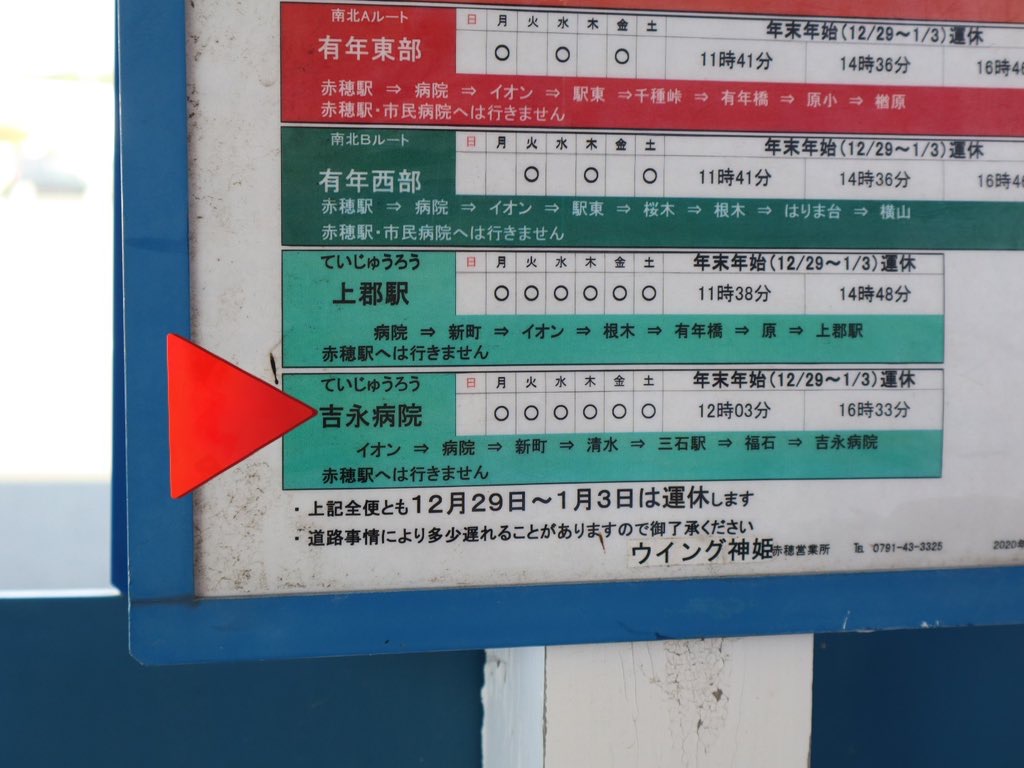 南北Aルート 日 月 火 水 木 金 土 年末年始(12/29～1/3)運休
有年東部 ○ ○ ○ 11時41分 14時36分 16時46
赤穂駅 ⇒ 病院 ⇒ イオン ⇒ 駅東 ⇒千種峠 ⇒ 有年橋 ⇒ 原小 ⇒ 楢原
赤穂駅・市民病院へは行きません
南北Bルート 日 月 火 水 木 金 土 年末年始(12/29～1/3)運休
有年西部 ○ ○ ○ 11時41分 14時36分 16時46
赤穂駅 ⇒ 病院 ⇒ イオン ⇒ 駅東 ⇒ 桜木 ⇒ 根木 ⇒ はりま台 ⇒ 横山
赤穂駅・市民病院へは行きません
ていじゅうろう 日 月 火 水 木 金 土 年末年始(12/29～1/3)運休
上郡駅 ○ ○ ○ ○ ○ ○ 11時38分 14時48分
病院 ⇒ 新町 ⇒ イオン ⇒ 根木 ⇒ 有年橋 ⇒ 原 ⇒ 上郡駅
赤穂駅へは行きません
ていじゅうろう 日 月 火 水 木 金 土 年末年始(12/29～1/3)運休
吉永病院 ○ ○ ○ ○ ○ ○ 12時03分 16時33分
イオン ⇒ 病院 ⇒ 新町 ⇒ 清水 ⇒ 三石駅 ⇒ 福石 ⇒ 吉永病院
赤穂駅へは行きません
・上記全便とも12月29日～1月3日は運休します
・道路事情により多少遅れることがありますので御了承ください
ウイング神姫赤穂営業所 TEL 0791-43-3325 2020年